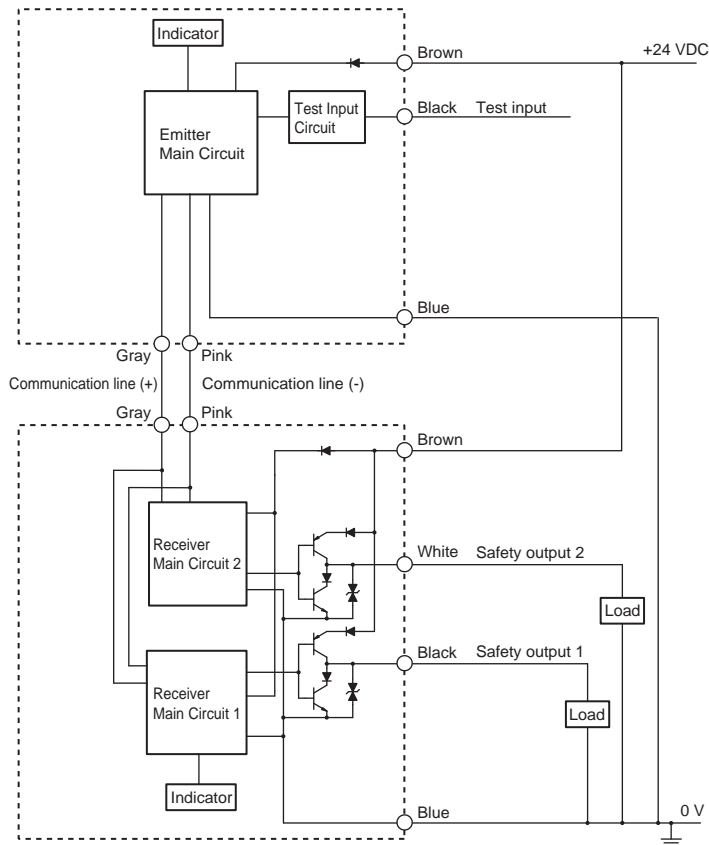 Indicator
Brown
+24 VDC
Test Input
Circuit
Black
Test input
Emitter
Main Circuit
Blue
Gray
Pink
Communication line (+)
Communication line (-)
Gray
Pink
Brown
Receiver
Main Circuit 2
White
Safety output 2
Load
Black
Safety output 1
Receiver
Main Circuit 1
Load
Indicator
Blue
0 V